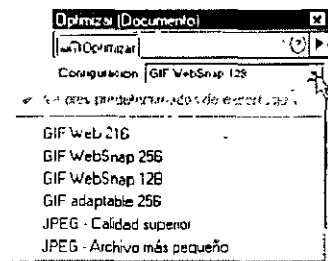 Optimizar (Documento)
Optimizar
Configuración GIF WebSnap 128
GIF Web 216
GIF WebSnap 256
GIF WebSnap 128
GIF adaptable 256
JPEG - Calidad superior
JPEG - Archivo más pequeño